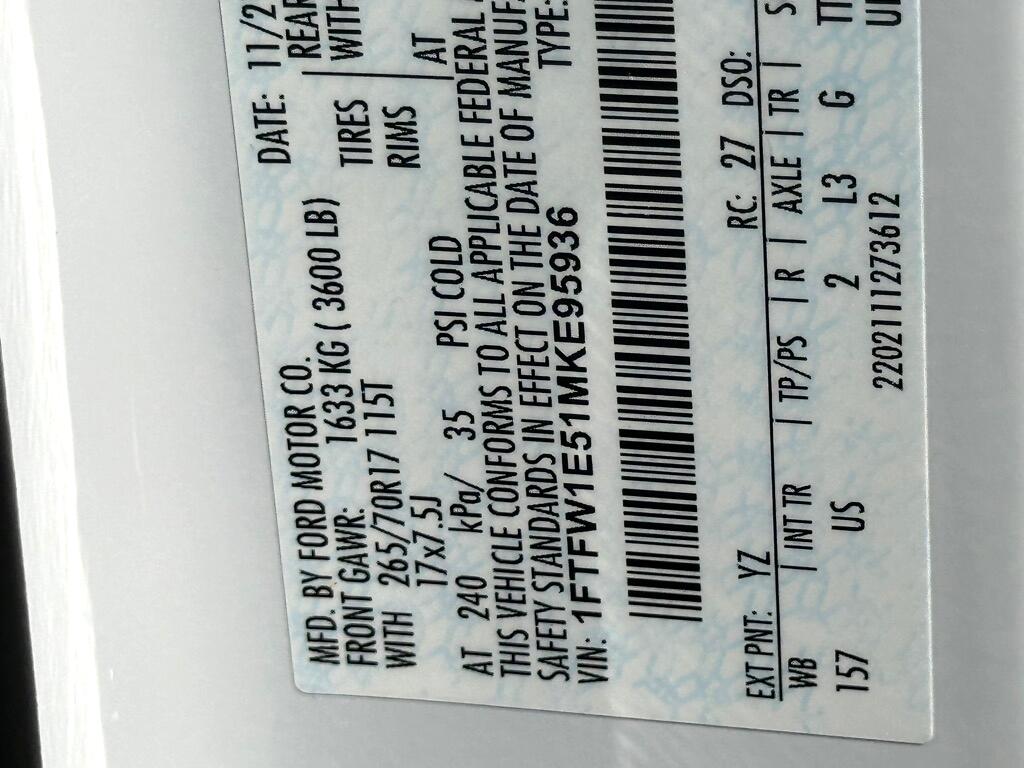 MFD. BY FORD MOTOR CO. DATE: 11/2
FRONT GAWR: 1633 KG ( 3600 LB) REAR
WITH 265/70R17 115T TIRES WITH
17x7.5J RIMS
AT 240 kPa/ 35 PSI COLD AT
THIS VEHICLE CONFORMS TO ALL APPLICABLE FEDERAL
SAFETY STANDARDS IN EFFECT ON THE DATE OF MANUFA
VIN: 1FTFW1E51MKE95936 TYPE:
EXT PNT: YZ RC: 27 DSO:
WB | INT TR | TP/PS | R | AXLE | TR | S
157 US 2 L3 G
2202111273612